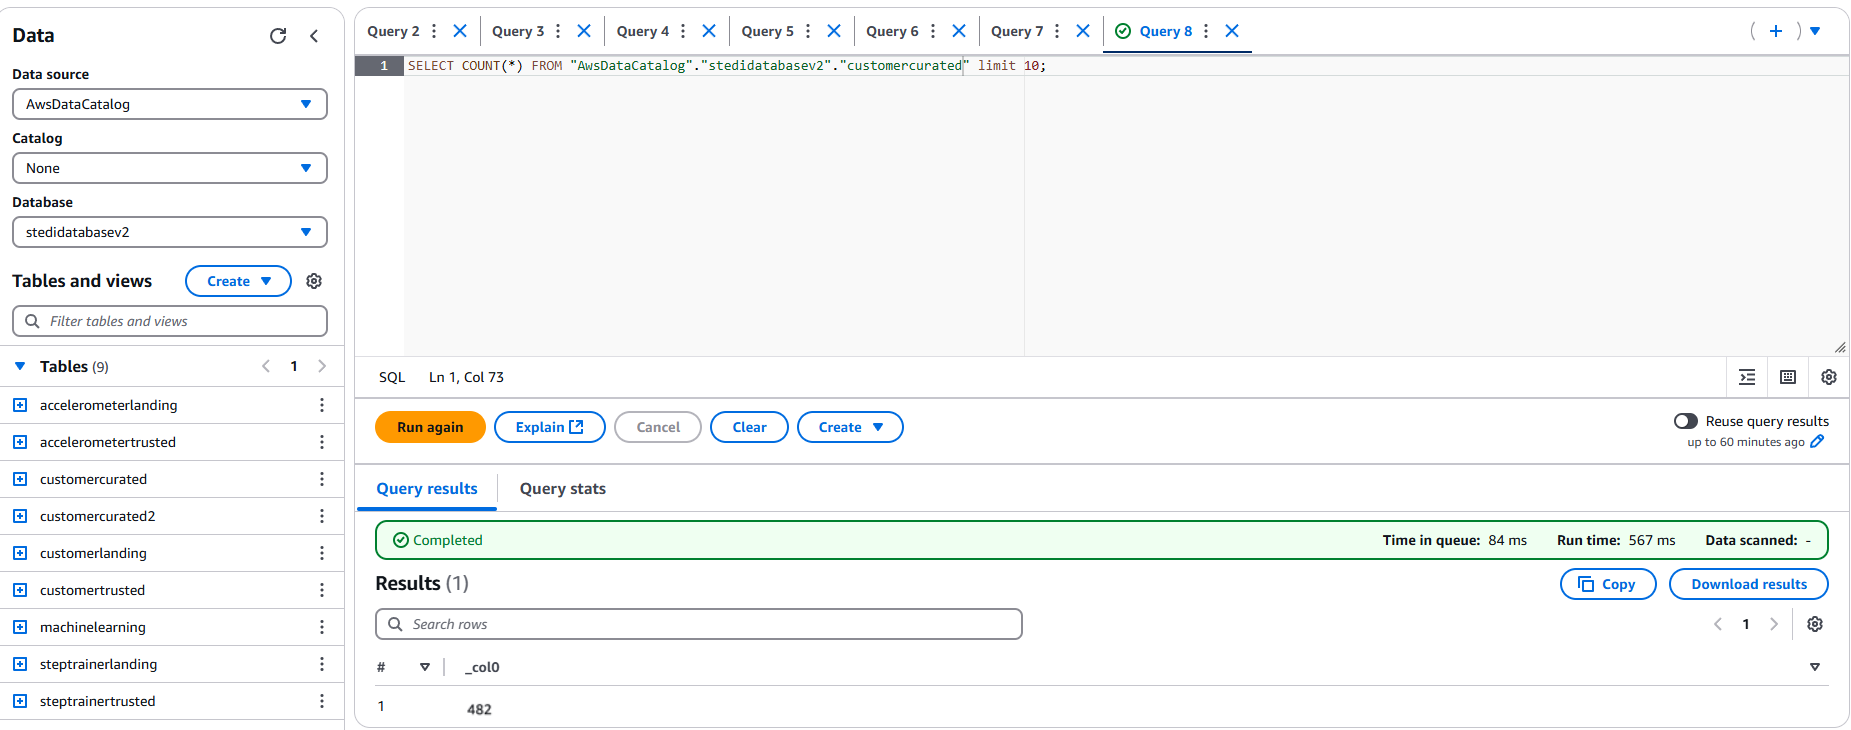 Data
Data source
AwsDataCatalog
Catalog
None
Database
stedidatabasev2
Tables and views
Create
Filter tables and views
Tables (9)
1
accelerometerlanding
accelerometertrusted
customercurated
customercurated2
customerlanding
customertrusted
machinelearning
steptrainerlanding
steptrainertrusted
Query 2 Query 3 Query 4 Query 5 Query 6 Query 7 Query 8
1 SELECT COUNT(*) FROM "AwsDataCatalog"."stedidatabasev2"."customercurated" limit 10;
SQL Ln 1, Col 73
Run again Explain Cancel Clear Create
Reuse query results
up to 60 minutes ago
Query results Query stats
Completed Time in queue: 84 ms Run time: 567 ms Data scanned: -
Results (1) Copy Download results
Search rows 1
# _col0
1 482